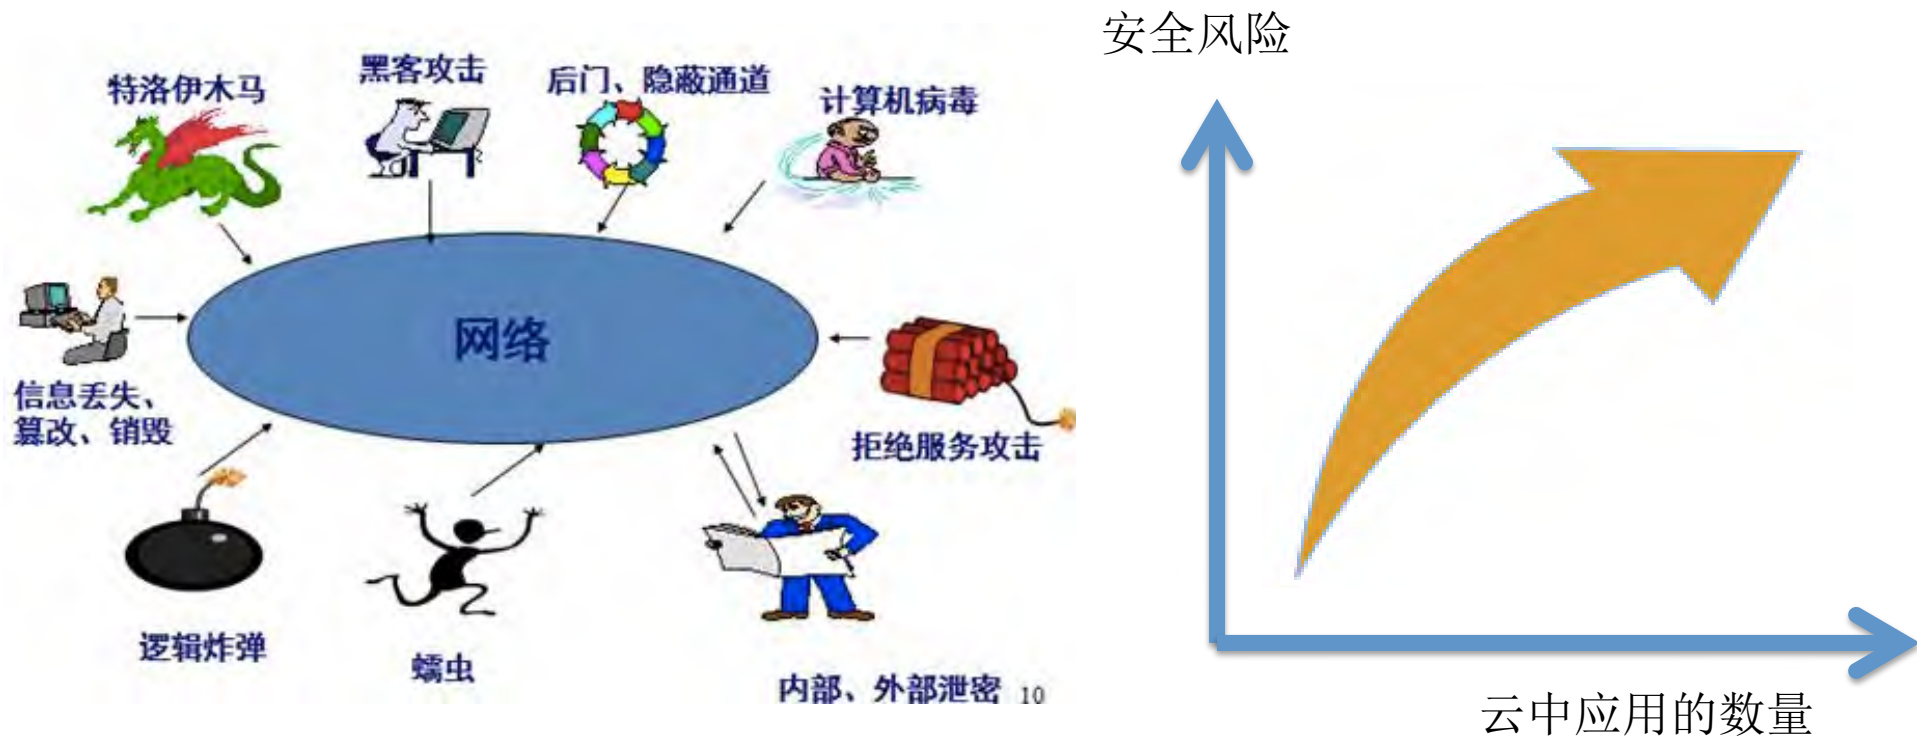 特洛伊木马
黑客攻击
后门、隐蔽通道
计算机病毒
网络
信息丢失、
篡改、销毁
拒绝服务攻击
逻辑炸弹
蠕虫
内部、外部泄密
10
安全风险
云中应用的数量